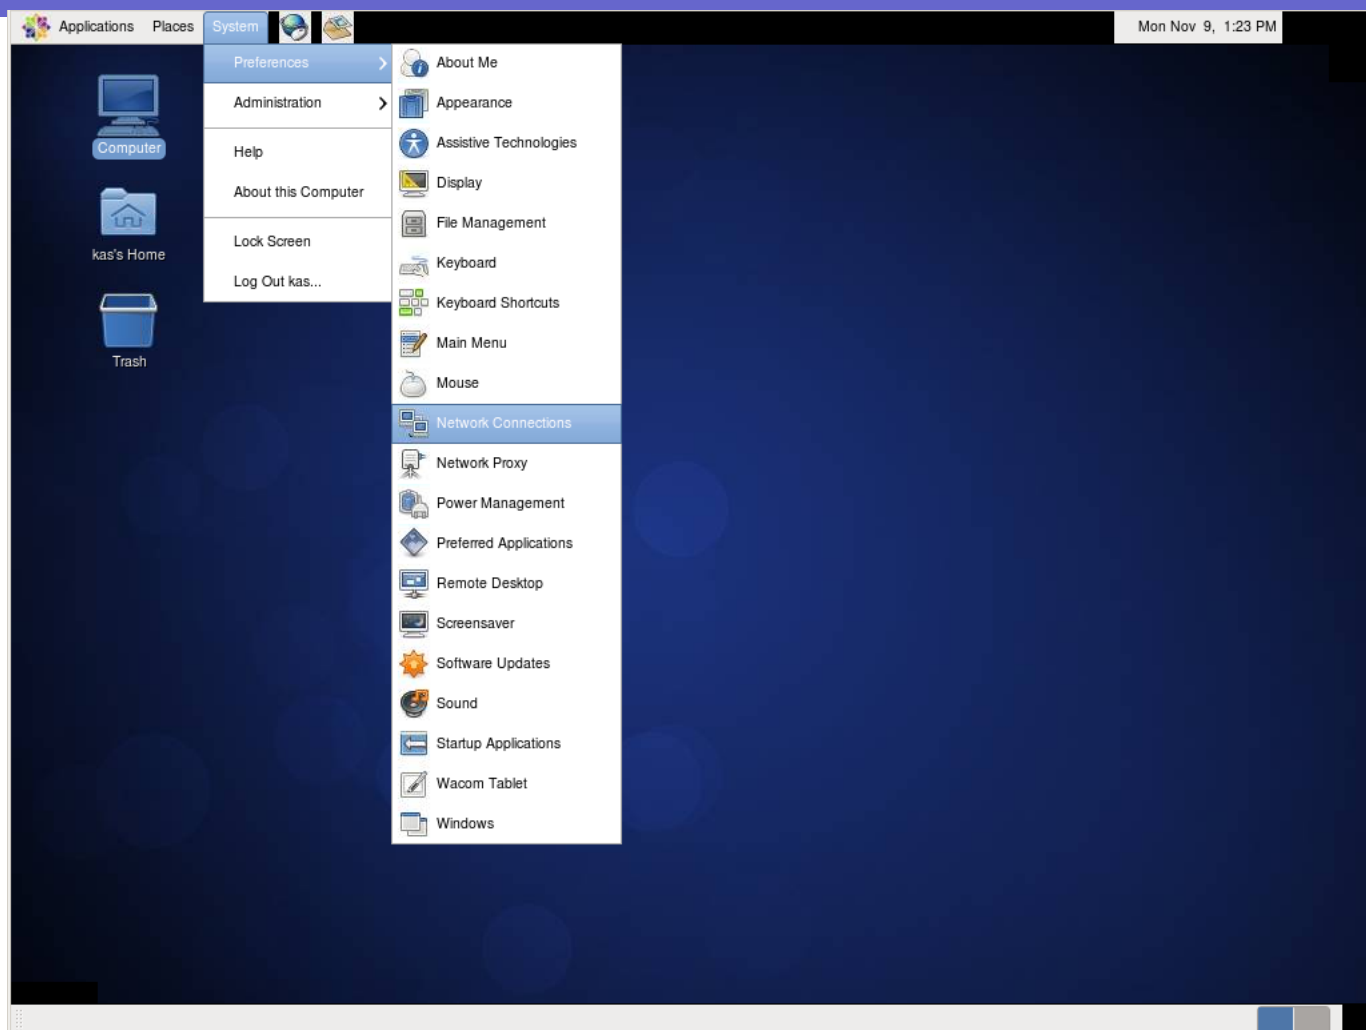 Applications Places System Mon Nov 9, 1:23 PM
Preferences
Administration
Help
About this Computer
Lock Screen
Log Out kas...
About Me
Appearance
Assistive Technologies
Display
File Management
Keyboard
Keyboard Shortcuts
Main Menu
Mouse
Network Connections
Network Proxy
Power Management
Preferred Applications
Remote Desktop
Screensaver
Software Updates
Sound
Startup Applications
Wacom Tablet
Windows
Computer
kas's Home
Trash